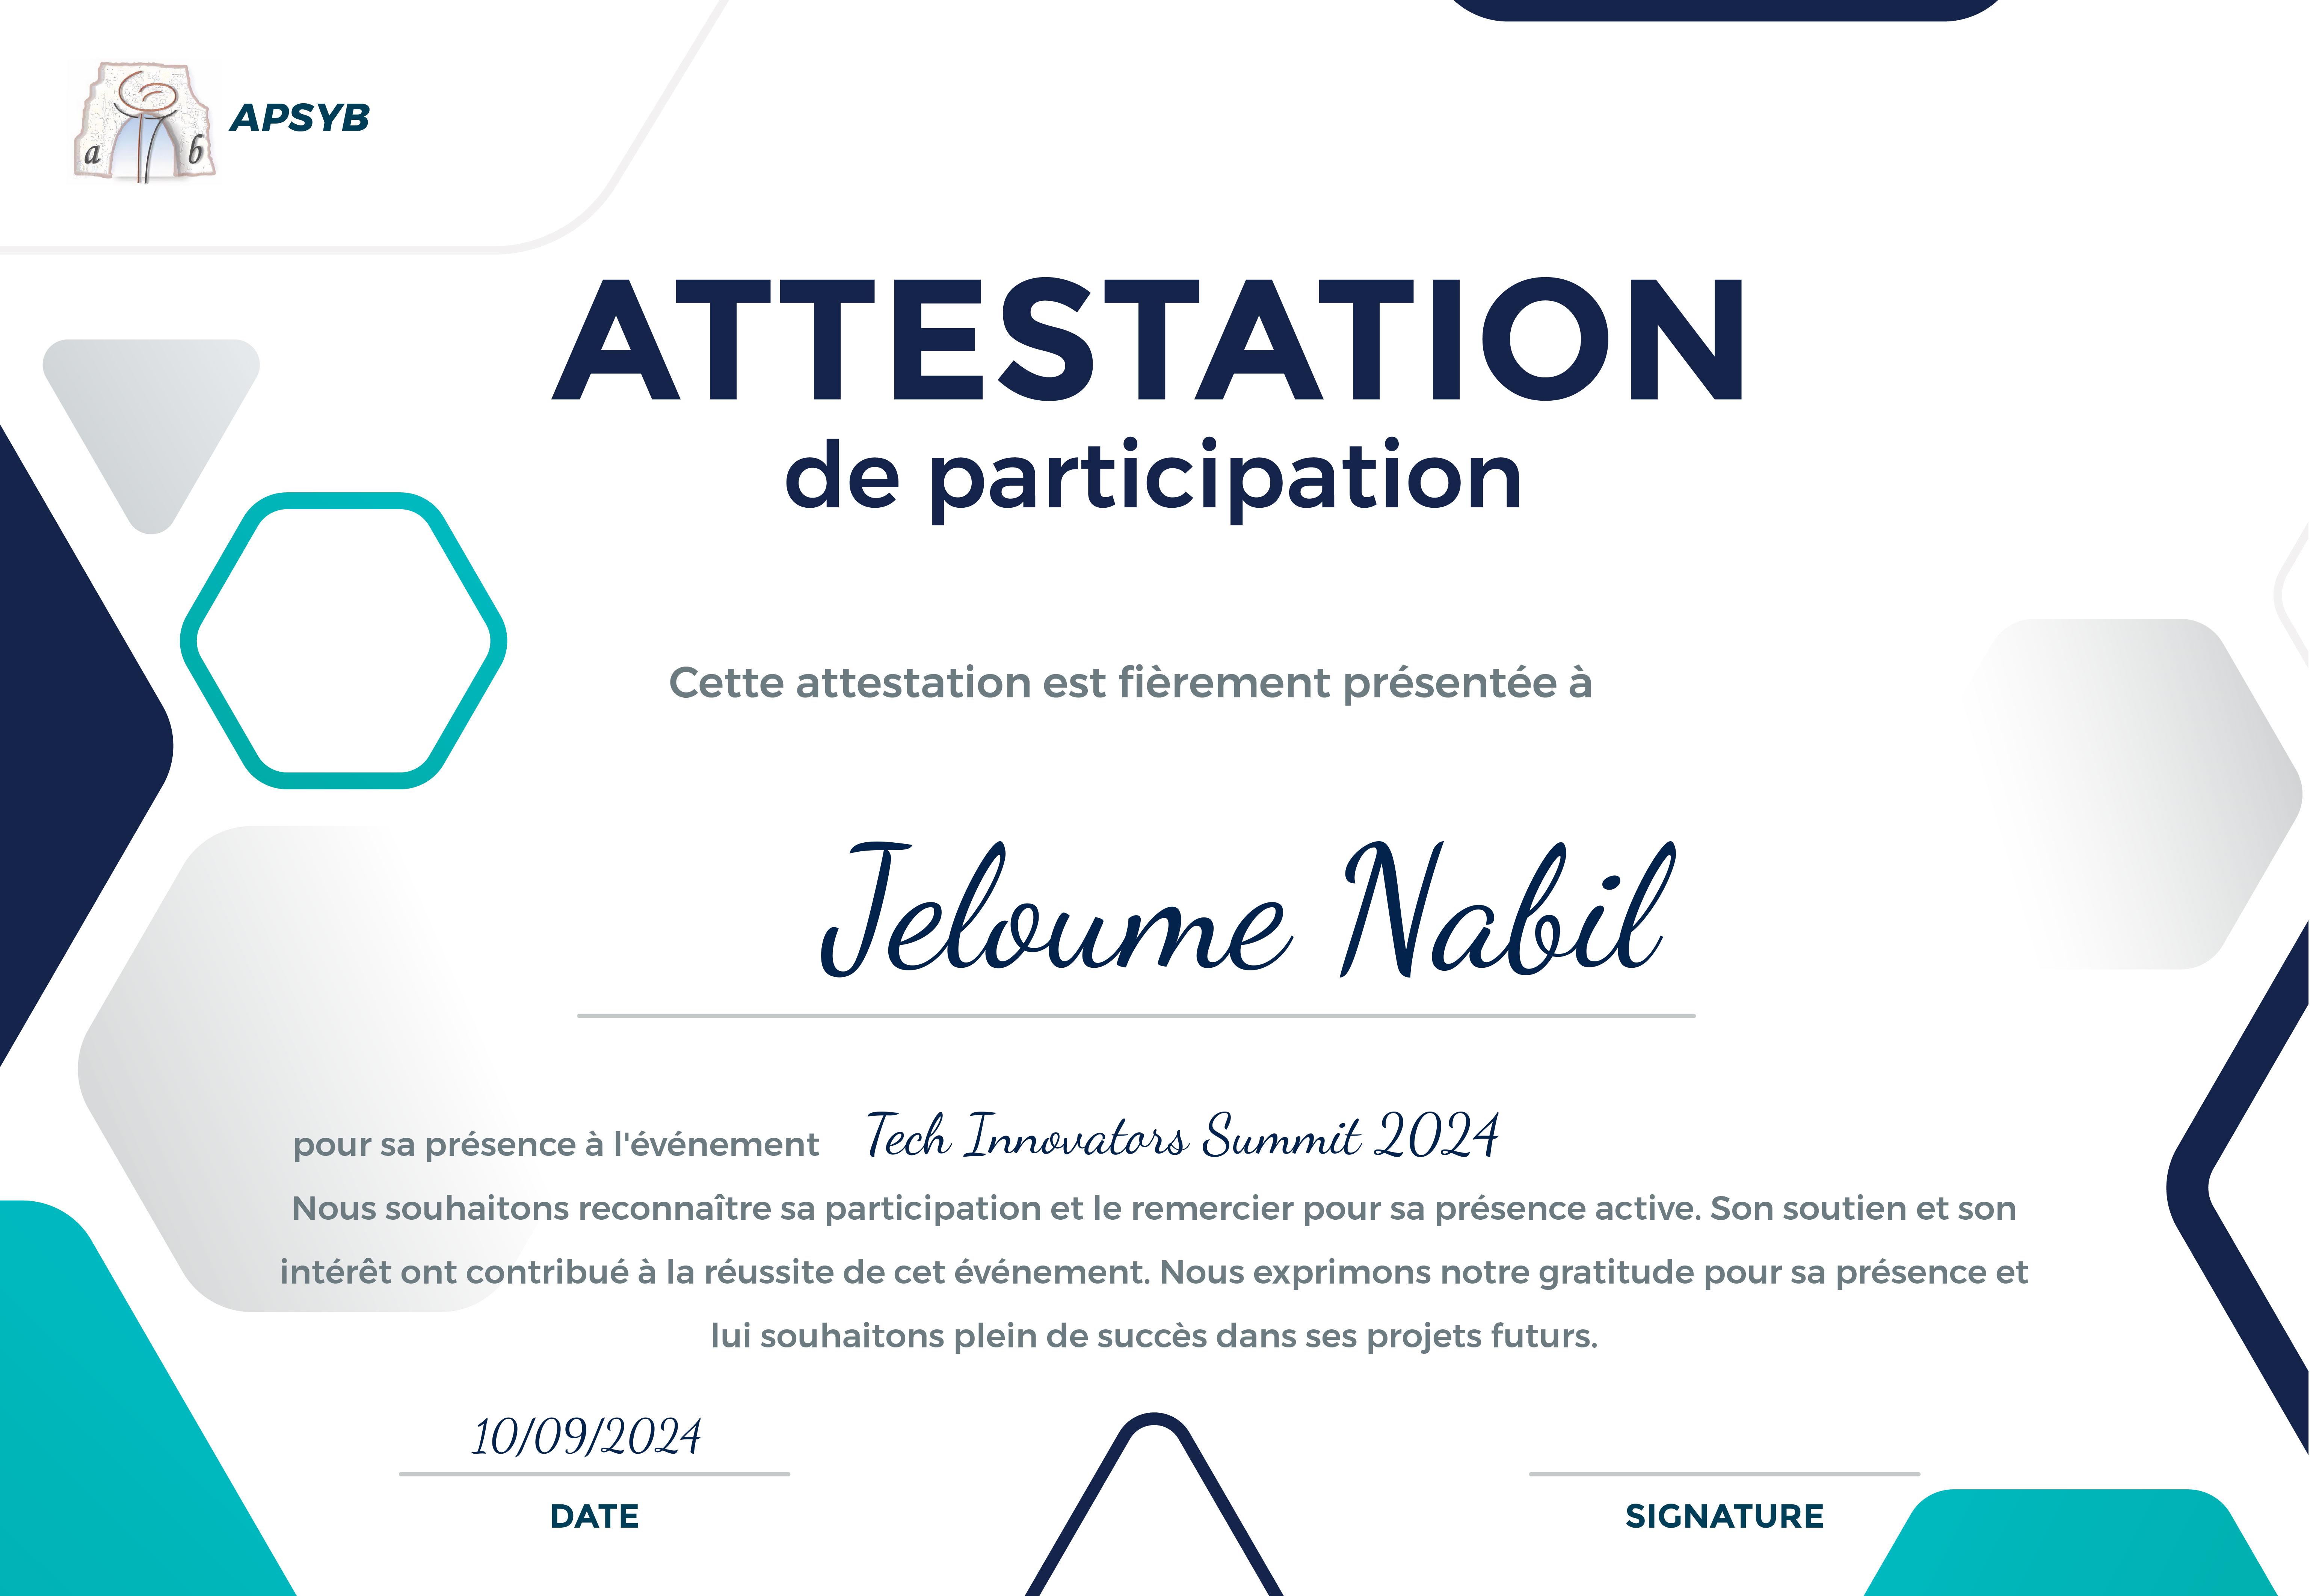 a b
APSYB
ATTESTATION
de participation
Cette attestation est fièrement présentée à
Jeloume Nabil
pour sa présence à l'événement Tech Innovators Summit 2024
Nous souhaitons reconnaître sa participation et le remercier pour sa présence active. Son soutien et son
intérêt ont contribué à la réussite de cet événement. Nous exprimons notre gratitude pour sa présence et
lui souhaitons plein de succès dans ses projets futurs.
10/09/2024
DATE
SIGNATURE